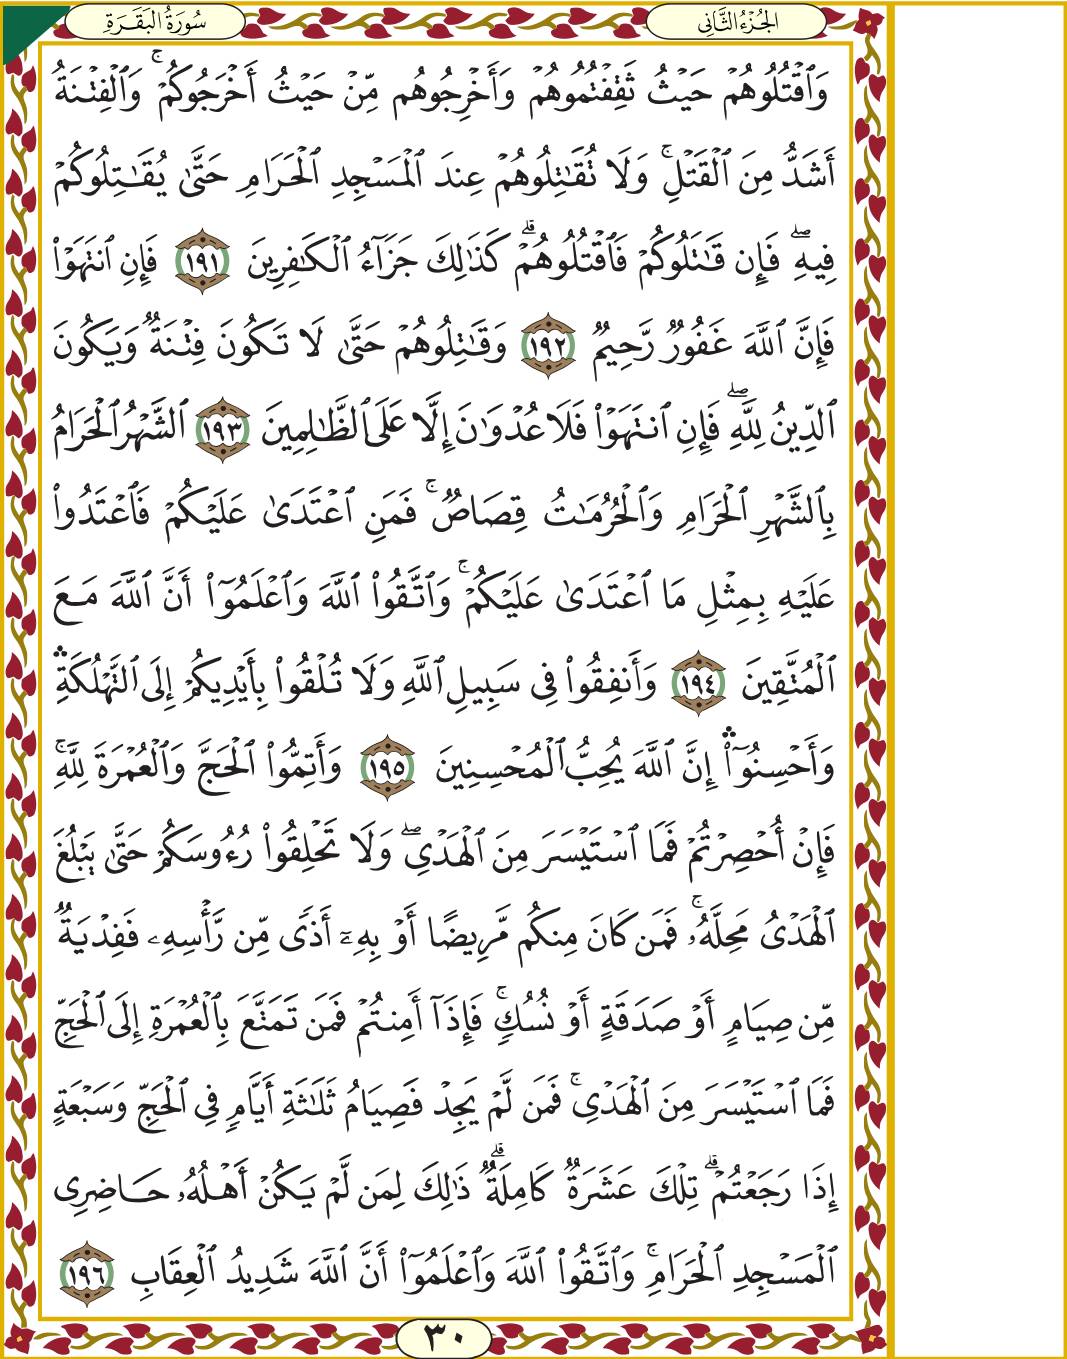 الجُزْءُ الثَّانِي
سُورَةُ البَقَرَةِ
وَٱقۡتُلُوهُمۡ حَيۡثُ ثَقِفۡتُمُوهُمۡ وَأَخۡرِجُوهُم مِّنۡ حَيۡثُ أَخۡرَجُوكُمۡۚ وَٱلۡفِتۡنَةُ
أَشَدُّ مِنَ ٱلۡقَتۡلِۚ وَلَا تُقَٰتِلُوهُمۡ عِندَ ٱلۡمَسۡجِدِ ٱلۡحَرَامِ حَتَّىٰ يُقَٰتِلُوكُمۡ
فِيهِۖ فَإِن قَٰتَلُوكُمۡ فَٱقۡتُلُوهُمۡۗ كَذَٰلِكَ جَزَآءُ ٱلۡكَٰفِرِينَ ١٩١ فَإِنِ ٱنتَهَوۡاْ
فَإِنَّ ٱللَّهَ غَفُورٞ رَّحِيمٞ ١٩٢ وَقَٰتِلُوهُمۡ حَتَّىٰ لَا تَكُونَ فِتۡنَةٞ وَيَكُونَ
ٱلدِّينُ لِلَّهِۖ فَإِنِ ٱنتَهَوۡاْ فَلَا عُدۡوَٰنَ إِلَّا عَلَى ٱلظَّٰلِمِينَ ١٩٣ ٱلشَّهۡرُ ٱلۡحَرَامُ
بِٱلشَّهۡرِ ٱلۡحَرَامِ وَٱلۡحُرُمَٰتُ قِصَاصٞۚ فَمَنِ ٱعۡتَدَىٰ عَلَيۡكُمۡ فَٱعۡتَدُواْ
عَلَيۡهِ بِمِثۡلِ مَا ٱعۡتَدَىٰ عَلَيۡكُمۡۚ وَٱتَّقُواْ ٱللَّهَ وَٱعۡلَمُوٓاْ أَنَّ ٱللَّهَ مَعَ
ٱلۡمُتَّقِينَ ١٩٤ وَأَنفِقُواْ فِي سَبِيلِ ٱللَّهِ وَلَا تُلۡقُواْ بِأَيۡدِيكُمۡ إِلَى ٱلتَّهۡلُكَةِۛ
وَأَحۡسِنُوٓاْۛ إِنَّ ٱللَّهَ يُحِبُّ ٱلۡمُحۡسِنِينَ ١٩٥ وَأَتِمُّواْ ٱلۡحَجَّ وَٱلۡعُمۡرَةَ لِلَّهِۚ
فَإِنۡ أُحۡصِرۡتُمۡ فَمَا ٱسۡتَيۡسَرَ مِنَ ٱلۡهَدۡيِۖ وَلَا تَحۡلِقُواْ رُءُوسَكُمۡ حَتَّىٰ يَبۡلُغَ
ٱلۡهَدۡيُ مَحِلَّهُۥۚ فَمَن كَانَ مِنكُم مَّرِيضًا أَوۡ بِهِۦٓ أَذٗى مِّن رَّأۡسِهِۦ فَفِدۡيَةٞ
مِّن صِيَامٍ أَوۡ صَدَقَةٍ أَوۡ نُسُكٖۚ فَإِذَآ أَمِنتُمۡ فَمَن تَمَتَّعَ بِٱلۡعُمۡرَةِ إِلَى ٱلۡحَجِّ
فَمَا ٱسۡتَيۡسَرَ مِنَ ٱلۡهَدۡيِۚ فَمَن لَّمۡ يَجِدۡ فَصِيَامُ ثَلَٰثَةِ أَيَّامٖ فِي ٱلۡحَجِّ وَسَبۡعَةٍ
إِذَا رَجَعۡتُمۡۗ تِلۡكَ عَشَرَةٞ كَامِلَةٞۗ ذَٰلِكَ لِمَن لَّمۡ يَكُنۡ أَهۡلُهُۥ حَاضِرِي
ٱلۡمَسۡجِدِ ٱلۡحَرَامِۚ وَٱتَّقُواْ ٱللَّهَ وَٱعۡلَمُوٓاْ أَنَّ ٱللَّهَ شَدِيدُ ٱلۡعِقَابِ ١٩٦
٣٠